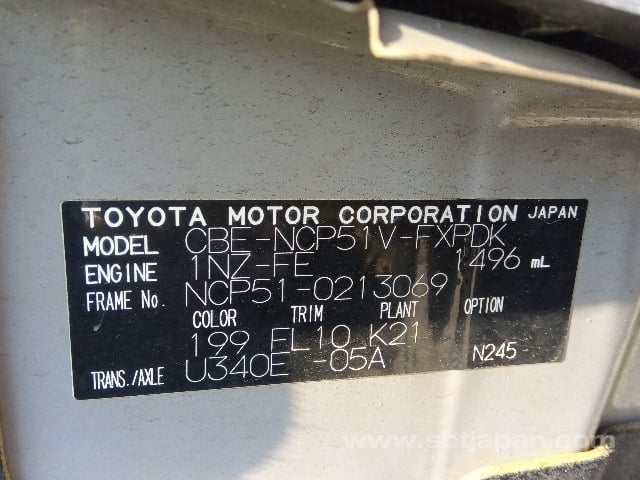 TOYOTA MOTOR CORPORATION JAPAN
MODEL CBE-NCP51V-FXPDK
ENGINE 1NZ-FE 1496 mL
FRAME No. NCP51-0213069
COLOR TRIM PLANT OPTION
199 FL10 K21
TRANS./AXLE U340E -05A N245
www.sbtjapan.com